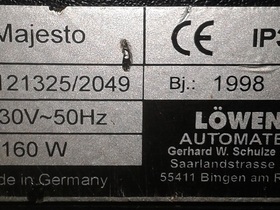 Majesto
CE IP
121325/2049
Bj.: 1998
30V~50Hz
160 W
LÖWEN
AUTOMATE
Gerhard W. Schulze
Saarlandstrasse
de in Germany
55411 Bingen am R